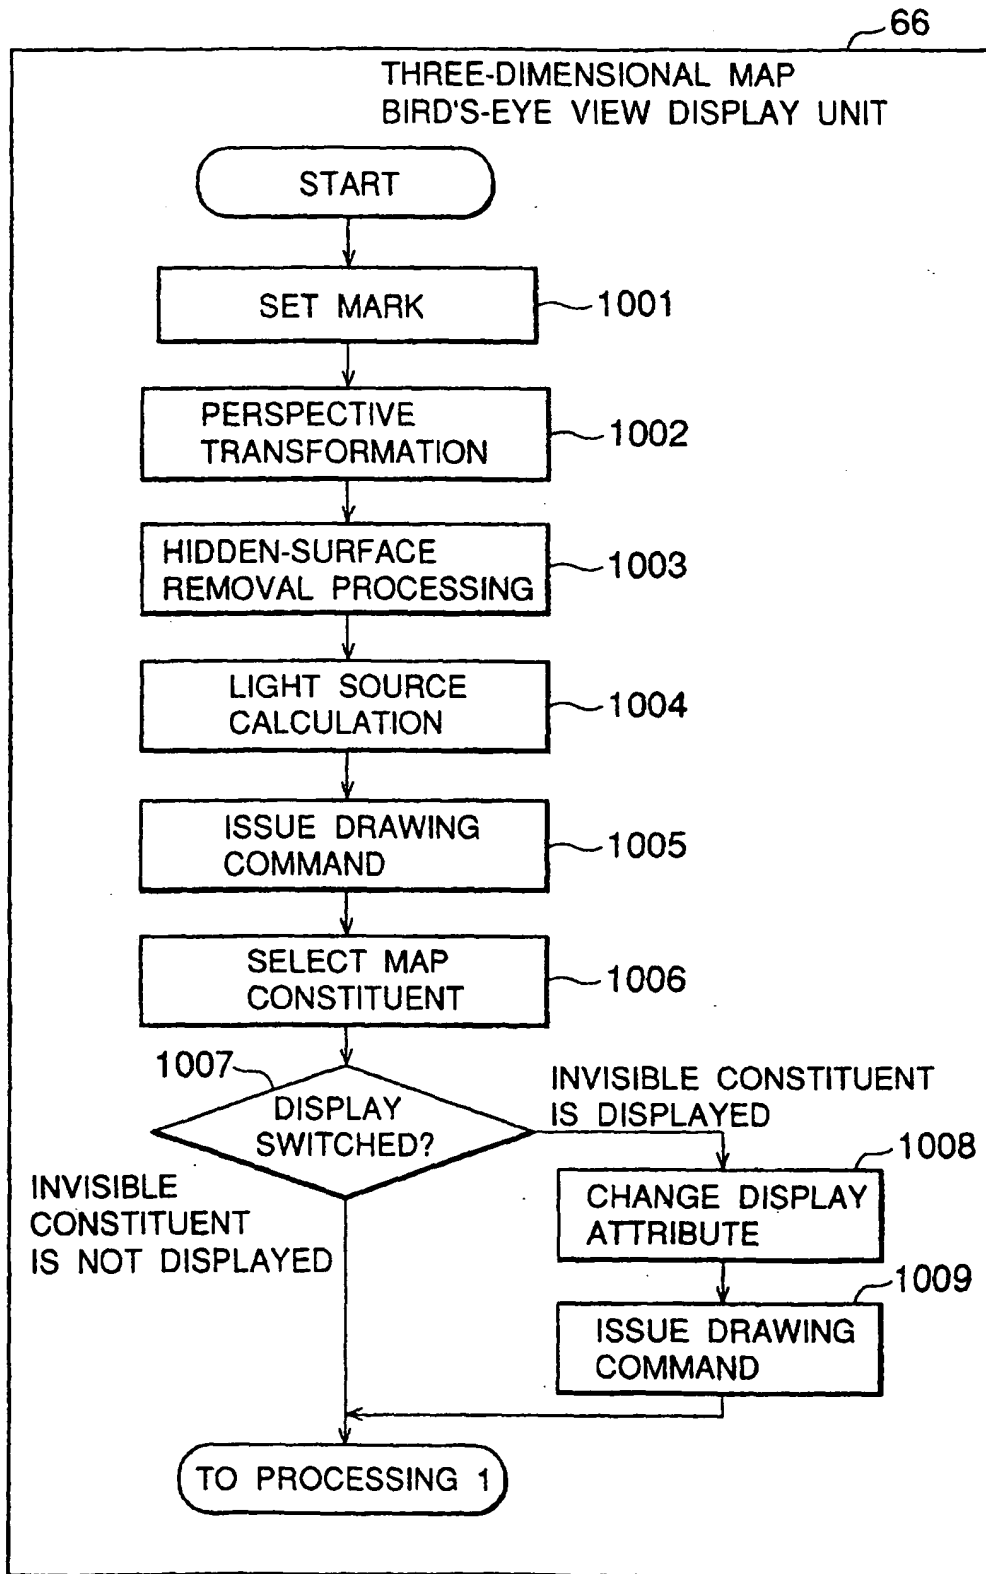 66
THREE-DIMENSIONAL MAP
BIRD'S-EYE VIEW DISPLAY UNIT
START
SET MARK
1001
PERSPECTIVE
TRANSFORMATION
1002
HIDDEN-SURFACE
REMOVAL PROCESSING
1003
LIGHT SOURCE
CALCULATION
1004
ISSUE DRAWING
COMMAND
1005
SELECT MAP
CONSTITUENT
1006
1007
DISPLAY
SWITCHED?
INVISIBLE CONSTITUENT
IS DISPLAYED
1008
CHANGE DISPLAY
ATTRIBUTE
INVISIBLE
CONSTITUENT
IS NOT DISPLAYED
1009
ISSUE DRAWING
COMMAND
TO PROCESSING 1